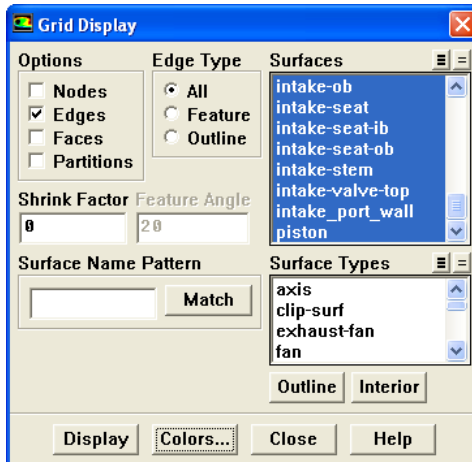 Grid Display
Options
Nodes
Edges
Faces
Partitions
Edge Type
All
Feature
Outline
Surfaces
intake-ob
intake-seat
intake-seat-ib
intake-seat-ob
intake-stem
intake-valve-top
intake_port_wall
piston
Shrink Factor
0
Feature Angle
20
Surface Name Pattern
Match
Surface Types
axis
clip-surf
exhaust-fan
fan
Outline
Interior
Display
Colors...
Close
Help